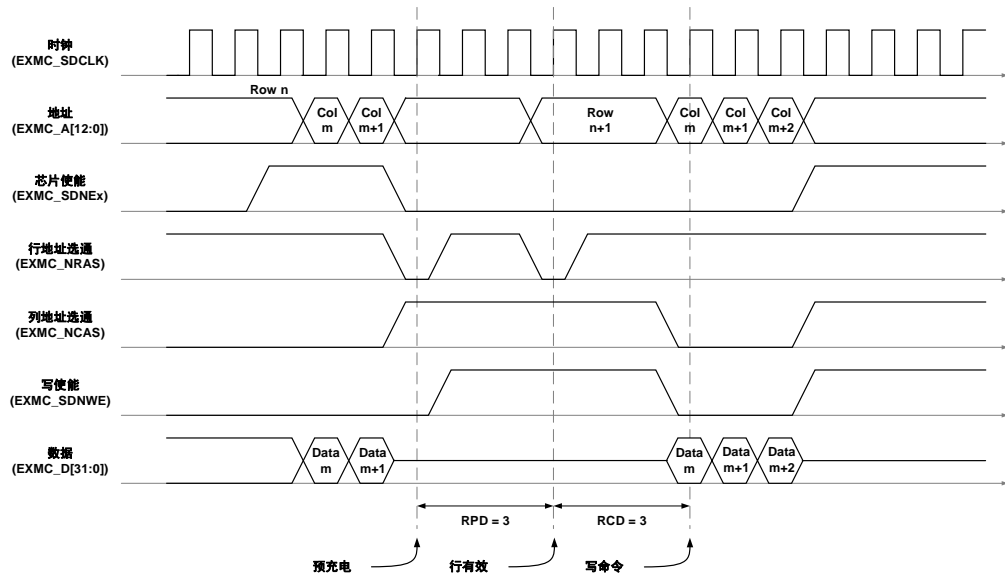 时钟
(EXMC_SDCLK)
Row n
地址
(EXMC_A[12:0])
Col
m
Col
m+1
Row
n+1
Col
m
Col
m+1
Col
m+2
芯片使能
(EXMC_SDNEx)
行地址选通
(EXMC_NRAS)
列地址选通
(EXMC_NCAS)
写使能
(EXMC_SDNWE)
数据
(EXMC_D[31:0])
Data
m
Data
m+1
Data
m
Data
m+1
Data
m+2
RPD = 3
RCD = 3
预充电
行有效
写命令